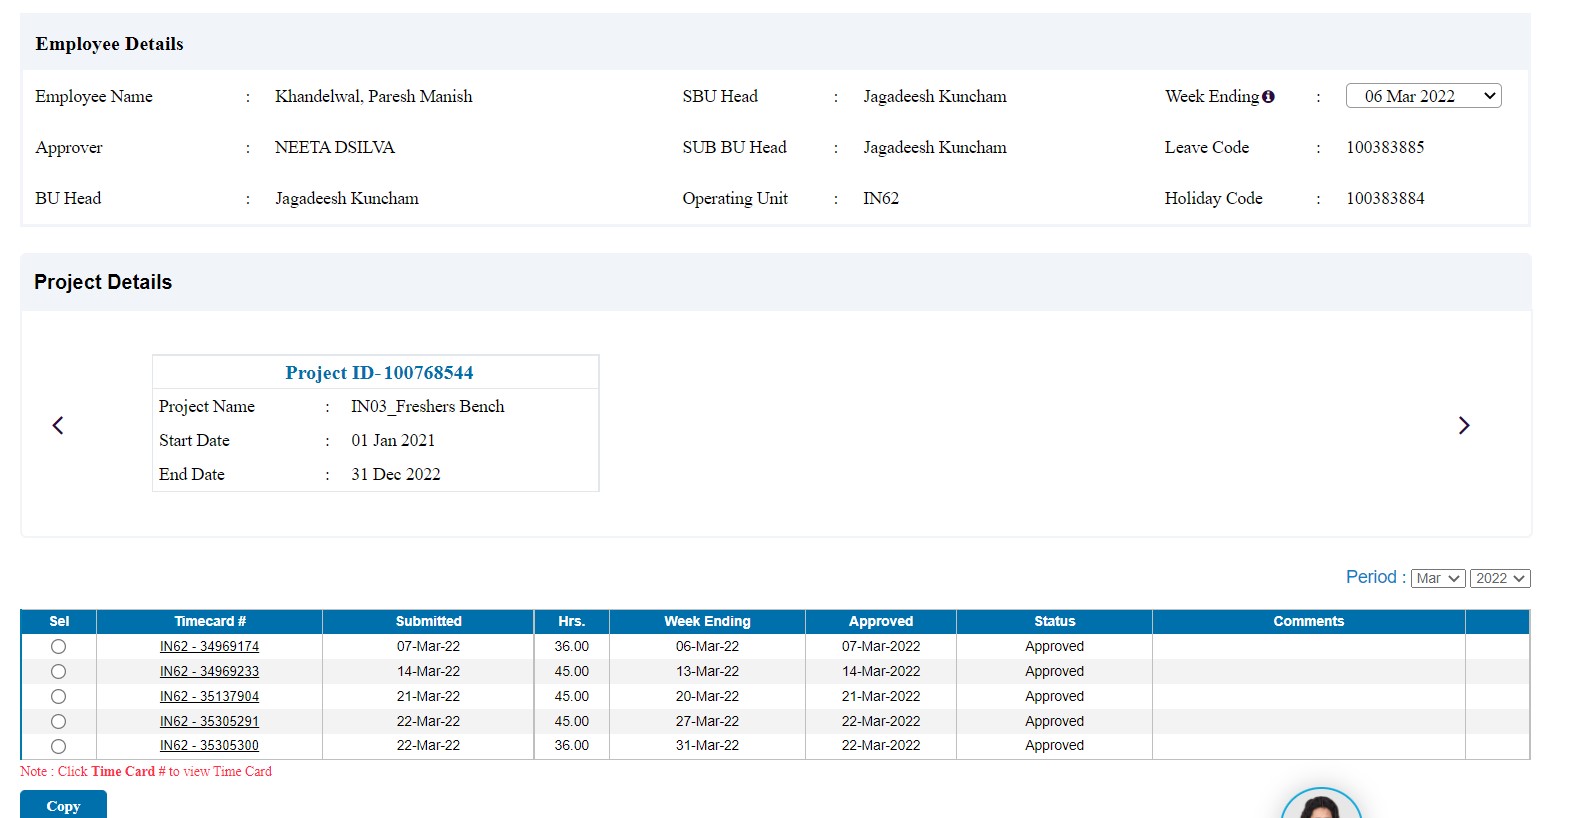 Employee Details
Employee Name : Khandelwal, Paresh Manish SBU Head : Jagadeesh Kuncham Week Ending : 06 Mar 2022
Approver : NEETA DSILVA SUB BU Head : Jagadeesh Kuncham Leave Code : 100383885
BU Head : Jagadeesh Kuncham Operating Unit : IN62 Holiday Code : 100383884
Project Details
Project ID-100768544
Project Name : IN03_Freshers Bench
Start Date : 01 Jan 2021
End Date : 31 Dec 2022
Period : Mar 2022
Sel Timecard # Submitted Hrs. Week Ending Approved Status Comments
IN62 - 34969174 07-Mar-22 36.00 06-Mar-22 07-Mar-2022 Approved
IN62 - 34969233 14-Mar-22 45.00 13-Mar-22 14-Mar-2022 Approved
IN62 - 35137904 21-Mar-22 45.00 20-Mar-22 21-Mar-2022 Approved
IN62 - 35305291 22-Mar-22 45.00 27-Mar-22 22-Mar-2022 Approved
IN62 - 35305300 22-Mar-22 36.00 31-Mar-22 22-Mar-2022 Approved
Note : Click Time Card # to view Time Card
Copy